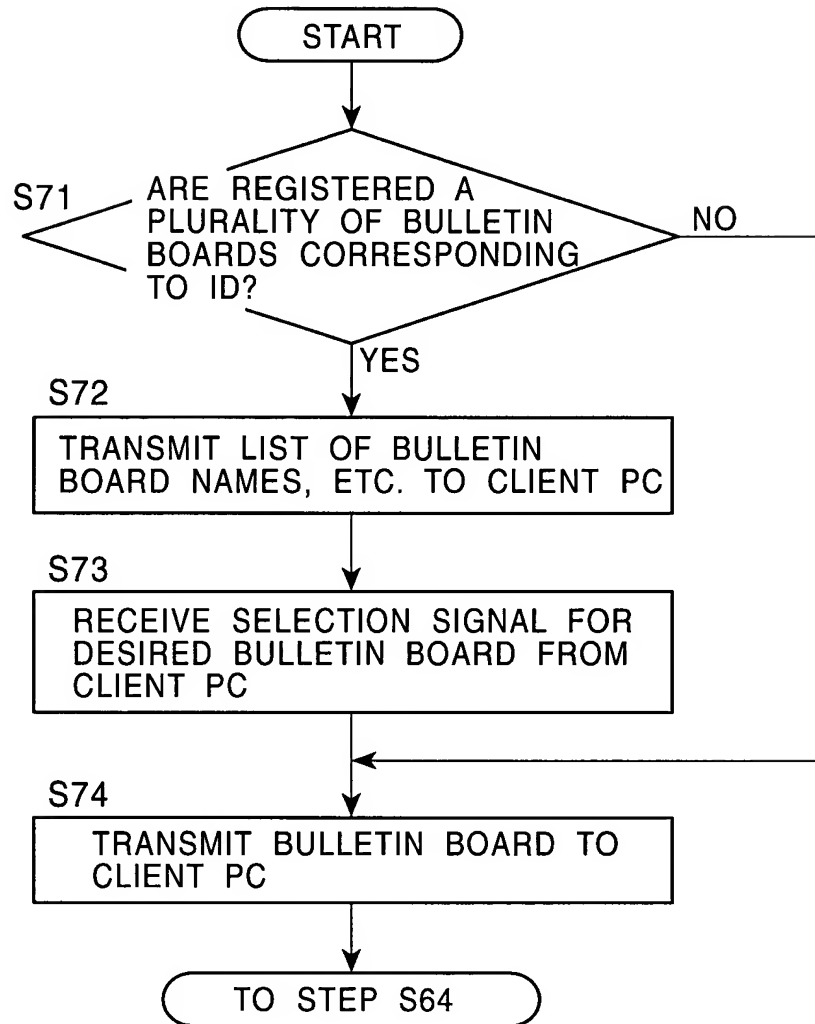 START
S71
ARE REGISTERED A
PLURALITY OF BULLETIN
BOARDS CORRESPONDING
TO ID?
NO
YES
S72
TRANSMIT LIST OF BULLETIN
BOARD NAMES, ETC. TO CLIENT PC
S73
RECEIVE SELECTION SIGNAL FOR
DESIRED BULLETIN BOARD FROM
CLIENT PC
S74
TRANSMIT BULLETIN BOARD TO
CLIENT PC
TO STEP S64